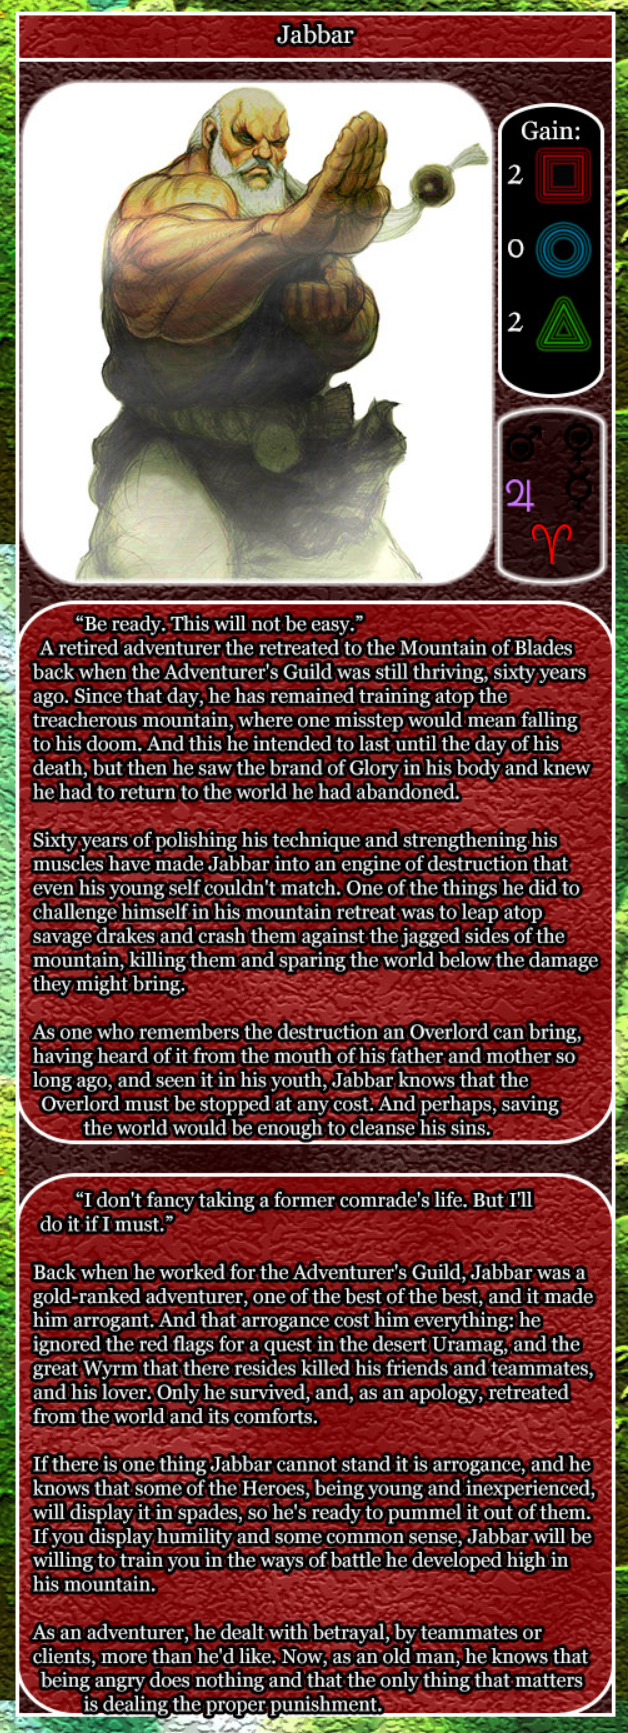 Jabbar
Gain:
2
0
2
“Be ready. This will not be easy.”
A retired adventurer the retreated to the Mountain of Blades
back when the Adventurer's Guild was still thriving, sixty years
ago. Since that day, he has remained training atop the
treacherous mountain, where one misstep would mean falling
to his doom. And this he intended to last until the day of his
death, but then he saw the brand of Glory in his body and knew
he had to return to the world he had abandoned.
Sixty years of polishing his technique and strengthening his
muscles have made Jabbar into an engine of destruction that
even his young self couldn't match. One of the things he did to
challenge himself in his mountain retreat was to leap atop
savage drakes and crash them against the jagged sides of the
mountain, killing them and sparing the world below the damage
they might bring.
As one who remembers the destruction an Overlord can bring,
having heard of it from the mouth of his father and mother so
long ago, and seen it in his youth, Jabbar knows that the
Overlord must be stopped at any cost. And perhaps, saving
the world would be enough to cleanse his sins.
“I don't fancy taking a former comrade's life. But I'll
do it if I must.”
Back when he worked for the Adventurer's Guild, Jabbar was a
gold-ranked adventurer, one of the best of the best, and it made
him arrogant. And that arrogance cost him everything: he
ignored the red flags for a quest in the desert Uramag, and the
great Wyrm that there resides killed his friends and teammates,
and his lover. Only he survived, and, as an apology, retreated
from the world and its comforts.
If there is one thing Jabbar cannot stand it is arrogance, and he
knows that some of the Heroes, being young and inexperienced,
will display it in spades, so he's ready to pummel it out of them.
If you display humility and some common sense, Jabbar will be
willing to train you in the ways of battle he developed high in
his mountain.
As an adventurer, he dealt with betrayal, by teammates or
clients, more than he'd like. Now, as an old man, he knows that
being angry does nothing and that the only thing that matters
is dealing the proper punishment.